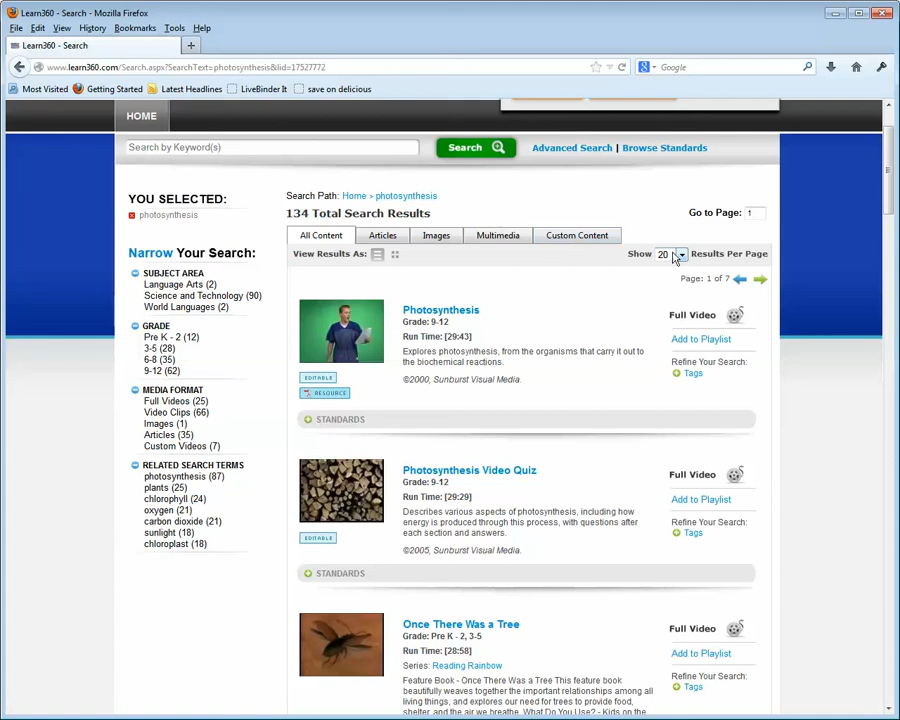 Learn360 - Search - Mozilla Firefox
File Edit View History Bookmarks Tools Help
Learn360 - Search
www.learn360.com/Search.aspx?SearchText=photosynthesis&lid=17527772
Google
Most Visited Getting Started Latest Headlines LiveBinder It save on delicious
HOME
Search by Keyword(s)
Search
Advanced Search | Browse Standards
YOU SELECTED:
photosynthesis
Narrow Your Search:
SUBJECT AREA
Language Arts (2)
Science and Technology (90)
World Languages (2)
GRADE
Pre K - 2 (12)
3-5 (28)
6-8 (35)
9-12 (62)
MEDIA FORMAT
Full Videos (25)
Video Clips (66)
Images (1)
Articles (35)
Custom Videos (7)
RELATED SEARCH TERMS
photosynthesis (87)
plants (25)
chlorophyll (24)
oxygen (21)
carbon dioxide (21)
sunlight (18)
chloroplast (18)
Search Path: Home > photosynthesis
134 Total Search Results
Go to Page: 1
All Content Articles Images Multimedia Custom Content
View Results As:
Show 20 Results Per Page
Page: 1 of 7
Photosynthesis
Grade: 9-12
Run Time: [29:43]
Explores photosynthesis, from the organisms that carry it out to
the biochemical reactions.
©2000, Sunburst Visual Media.
EDITABLE
RESOURCE
Full Video
Add to Playlist
Refine Your Search:
Tags
STANDARDS
Photosynthesis Video Quiz
Grade: 9-12
Run Time: [29:29]
Describes various aspects of photosynthesis, including how
energy is produced through this process, with questions after
each section and answers.
©2005, Sunburst Visual Media.
EDITABLE
Full Video
Add to Playlist
Refine Your Search:
Tags
STANDARDS
Once There Was a Tree
Grade: Pre K - 2, 3-5
Run Time: [28:58]
Series: Reading Rainbow
Feature Book - Once There Was a Tree This feature book
beautifully weaves together the important relationships among all
living things, and explores our need for trees to provide food,
shelter, and the air we breathe. What Do You Use? - Kids on the
Full Video
Add to Playlist
Refine Your Search:
Tags